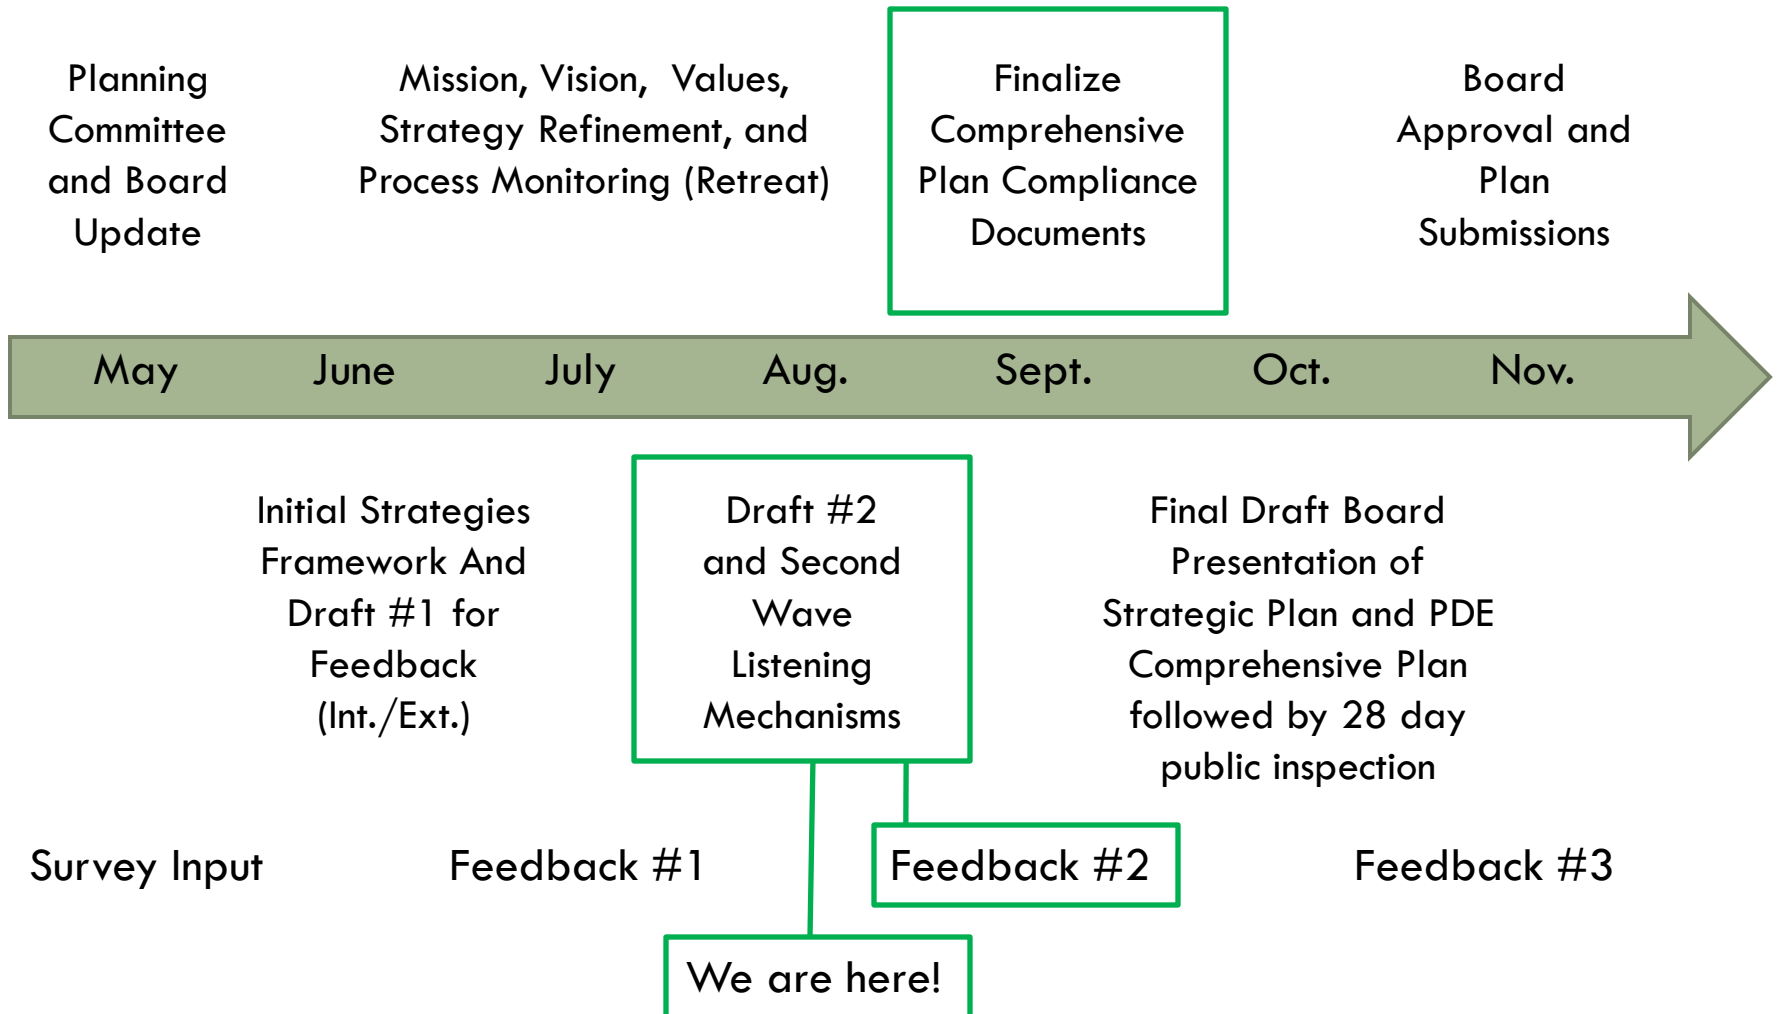 Planning
Committee
and Board
Update
Mission, Vision,  Values,
Strategy Refinement, and
Process Monitoring (Retreat)
Finalize
Comprehensive
Plan Compliance
Documents
Board
Approval and
Plan
Submissions
May June July Aug. Sept. Oct. Nov.
Initial Strategies
Framework And
Draft #1 for
Feedback
(Int./Ext.)
Draft #2
and Second
Wave
Listening
Mechanisms
Final Draft Board
Presentation of
Strategic Plan and PDE
Comprehensive Plan
followed by 28 day
public inspection
Survey Input
Feedback #1
Feedback #2
Feedback #3
We are here!